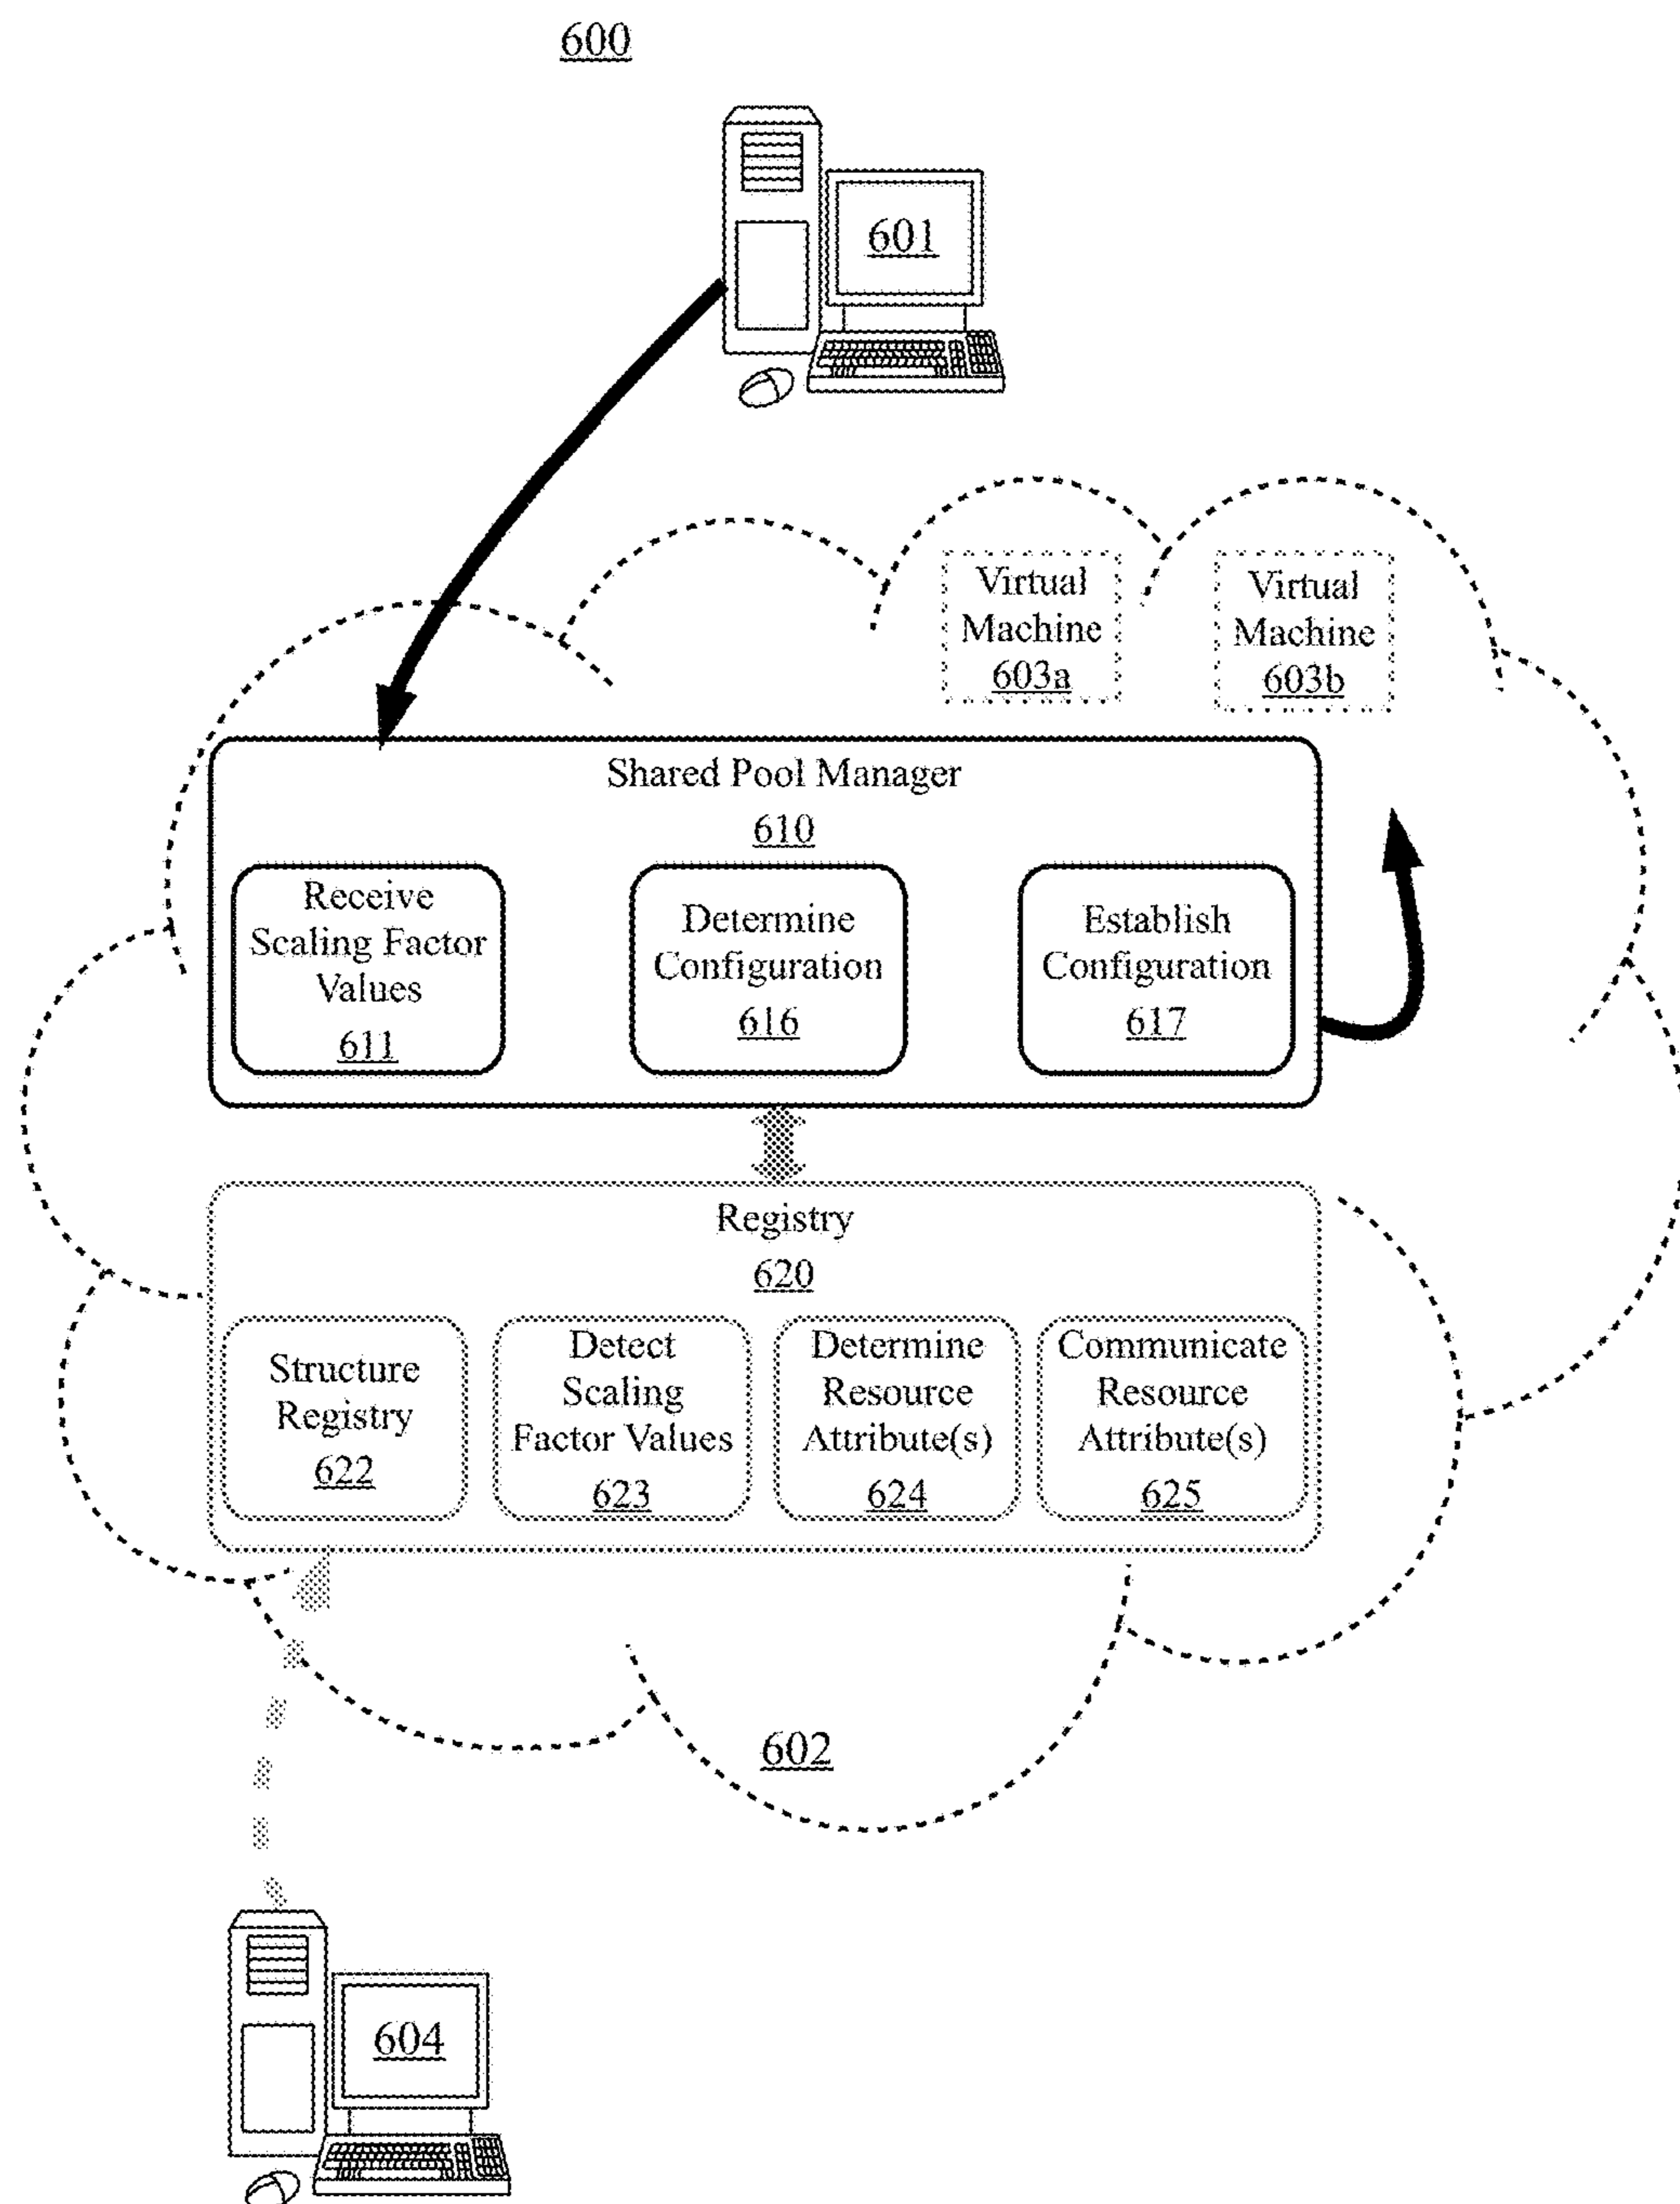 600
601
Virtual
Machine
603a
Virtual
Machine
603b
Shared Pool Manager
610
Receive
Scaling Factor
Values
611
Determine
Configuration
616
Establish
Configuration
617
Registry
620
Structure
Registry
622
Detect
Scaling
Factor Values
623
Determine
Resource
Attribute(s)
624
Communicate
Resource
Attribute(s)
625
602
604